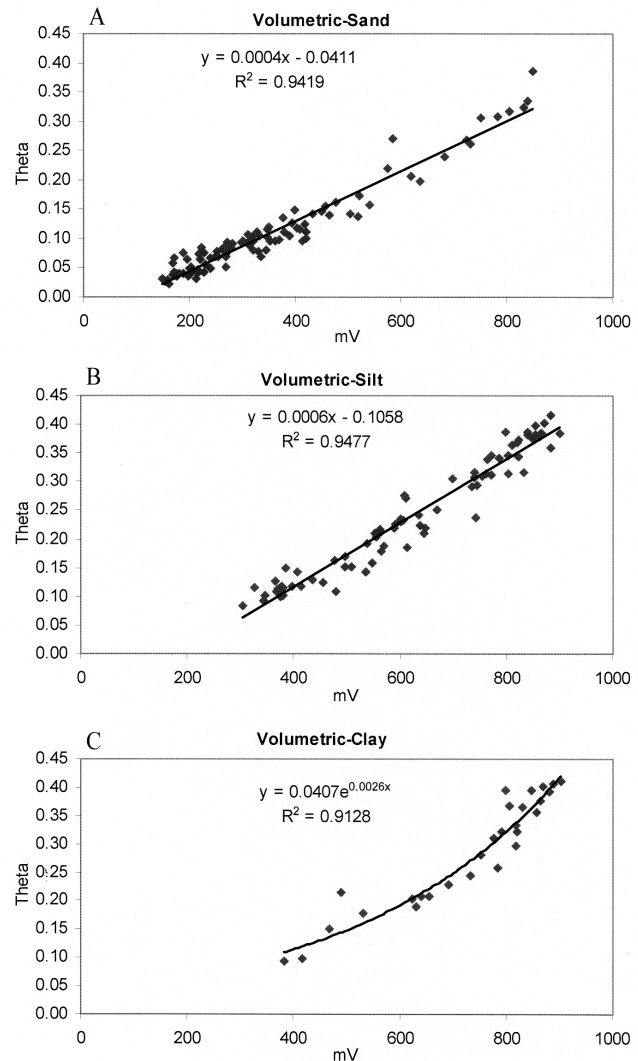 A
Volumetric-Sand
y = 0.0004x - 0.0411
R² = 0.9419
0.45
0.40
0.35
0.30
0.25
0.20
0.15
0.10
0.05
0.00
Theta
0 200 400 600 800 1000
mV
B
Volumetric-Silt
y = 0.0006x - 0.1058
R² = 0.9477
0.45
0.40
0.35
0.30
0.25
0.20
0.15
0.10
0.05
0.00
Theta
0 200 400 600 800 1000
mV
C
Volumetric-Clay
y = 0.0407e^0.0026x
R² = 0.9128
0.45
0.40
0.35
0.30
0.25
0.20
0.15
0.10
0.05
0.00
Theta
0 200 400 600 800 1000
mV